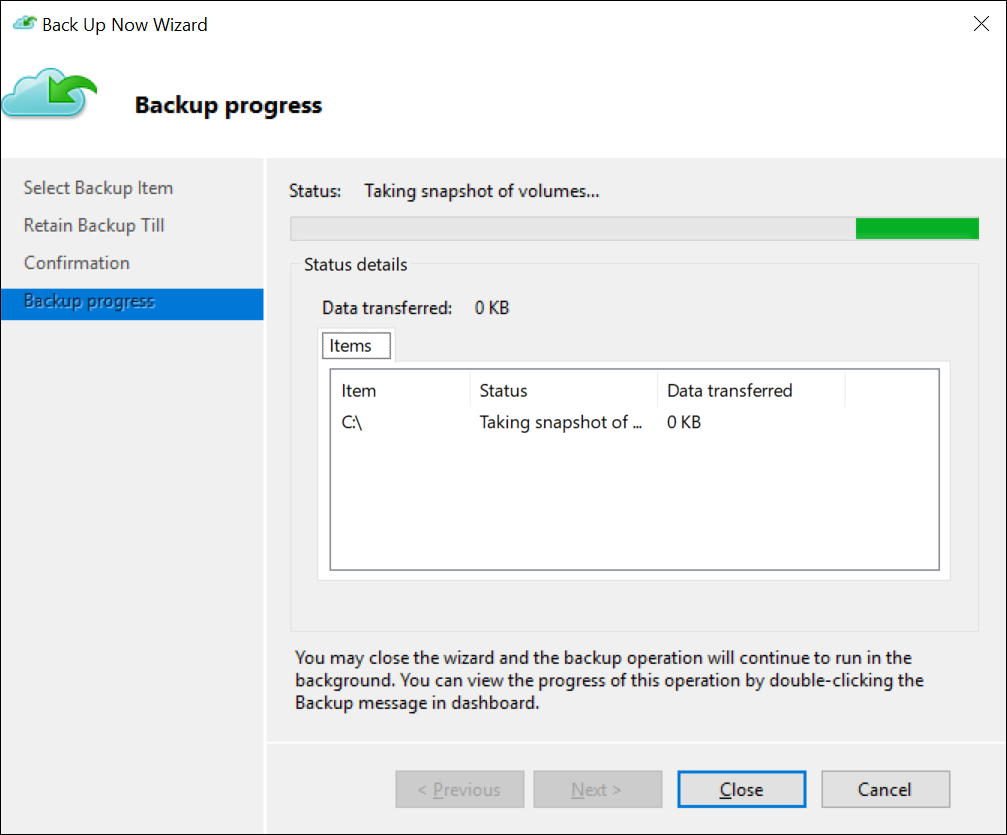 Back Up Now Wizard
Backup progress
Select Backup Item
Retain Backup Till
Confirmation
Backup progress
Status: Taking snapshot of volumes...
Status details
Data transferred: 0 KB
Items
Item Status Data transferred
C:\ Taking snapshot of ... 0 KB
You may close the wizard and the backup operation will continue to run in the
background. You can view the progress of this operation by double-clicking the
Backup message in dashboard.
< Previous Next > Close Cancel